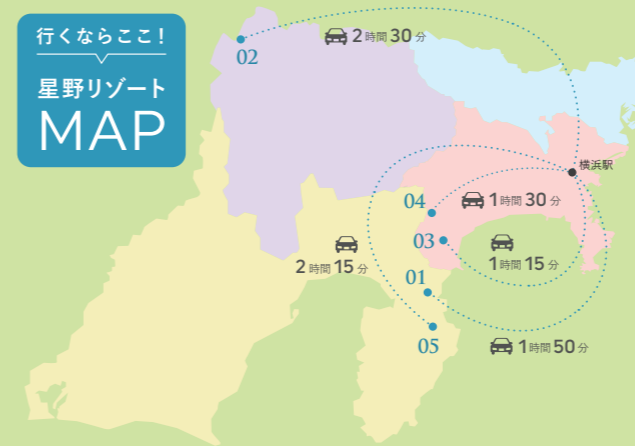 行くならここ！
星野リゾート
MAP
02
2時間30分
横浜駅
04
1時間30分
03
1時間15分
2時間15分
01
05
1時間50分